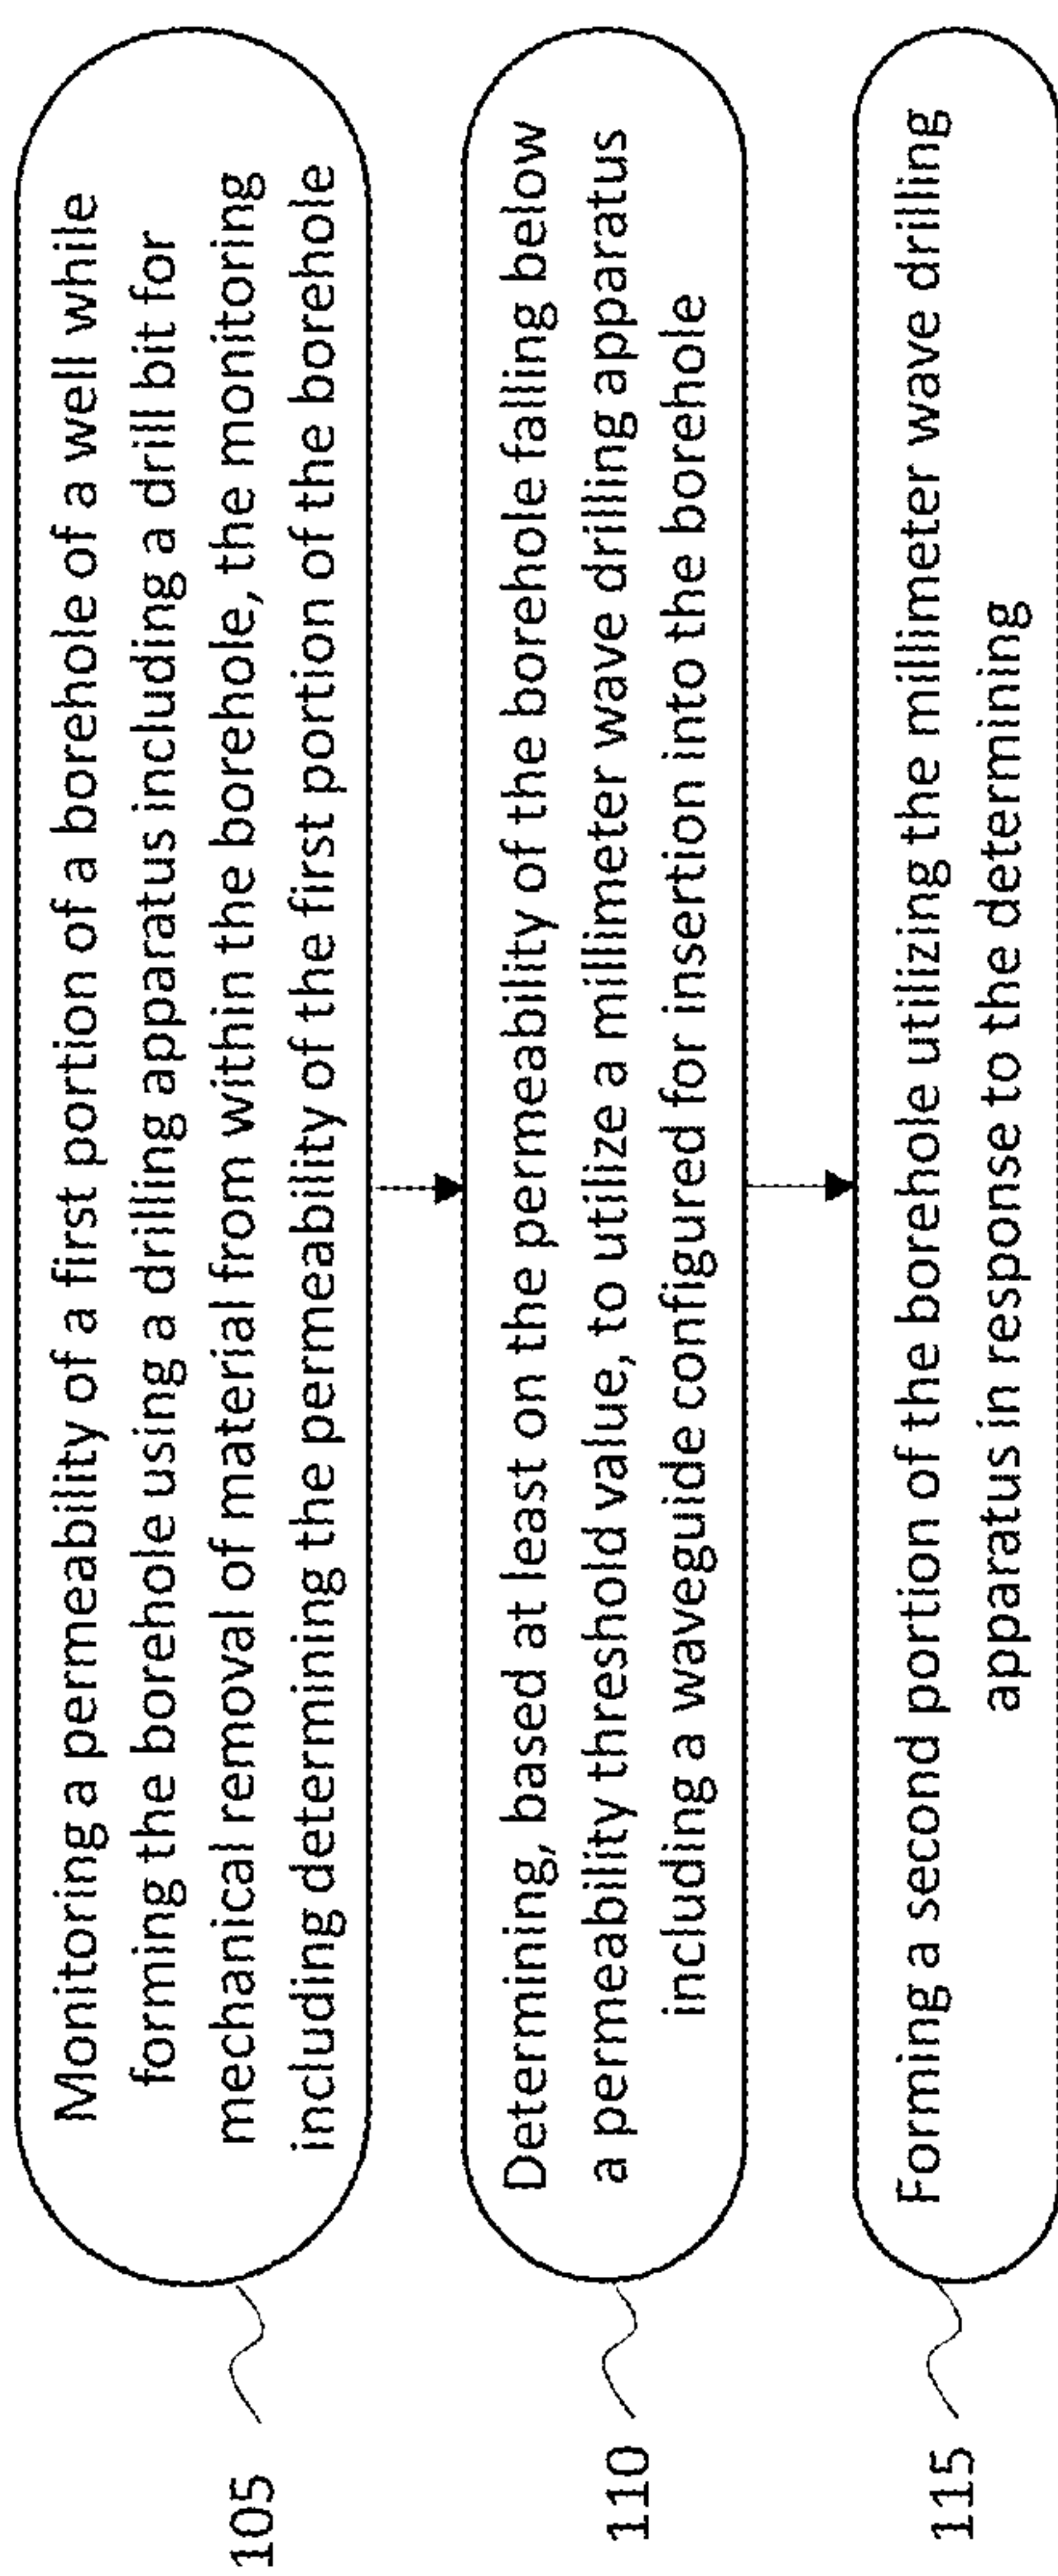 Monitoring a permeability of a first portion of a borehole of a well while
forming the borehole using a drilling apparatus including a drill bit for
mechanical removal of material from within the borehole, the monitoring
including determining the permeability of the first portion of the borehole
105
Determining, based at least on the permeability of the borehole falling below
a permeability threshold value, to utilize a millimeter wave drilling apparatus
including a waveguide configured for insertion into the borehole
110
Forming a second portion of the borehole utilizing the millimeter wave drilling
apparatus in response to the determining
115